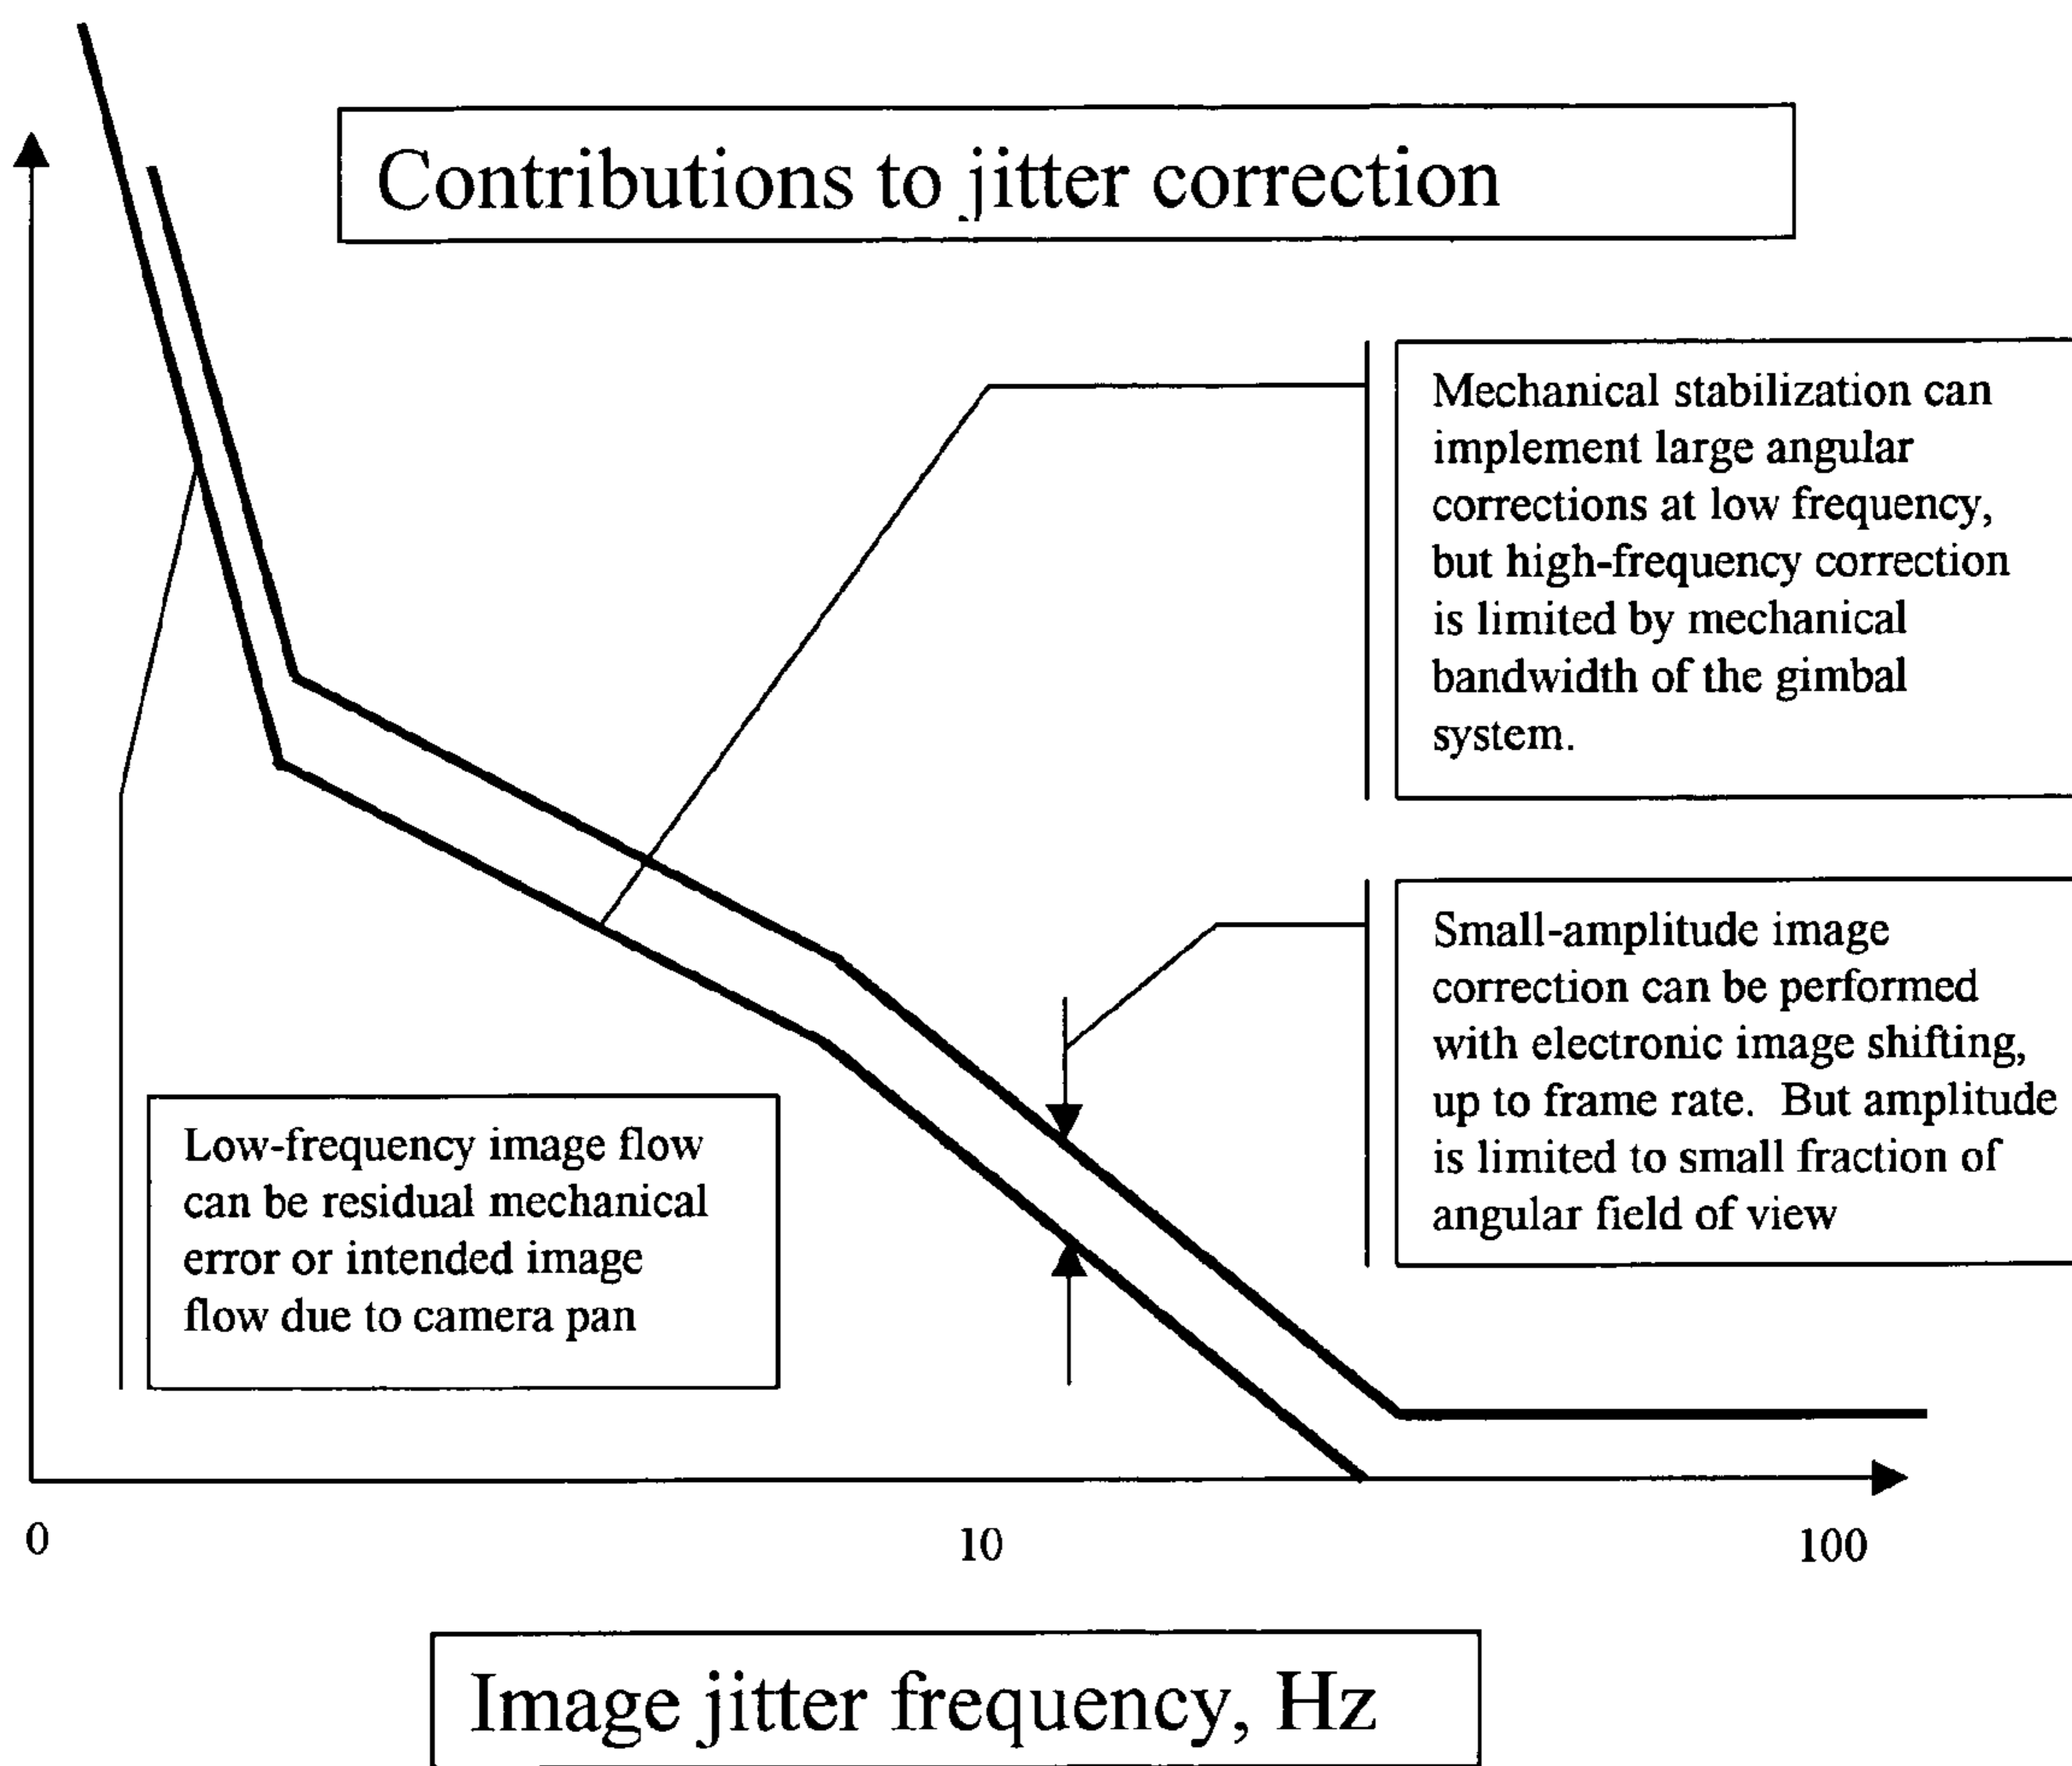 Contributions to jitter correction
Mechanical stabilization can
implement large angular
corrections at low frequency,
but high-frequency correction
is limited by mechanical
bandwidth of the gimbal
system.
Small-amplitude image
correction can be performed
with electronic image shifting,
up to frame rate.  But amplitude
is limited to small fraction of
angular field of view
Low-frequency image flow
can be residual mechanical
error or intended image
flow due to camera pan
0
10
100
Image jitter frequency, Hz